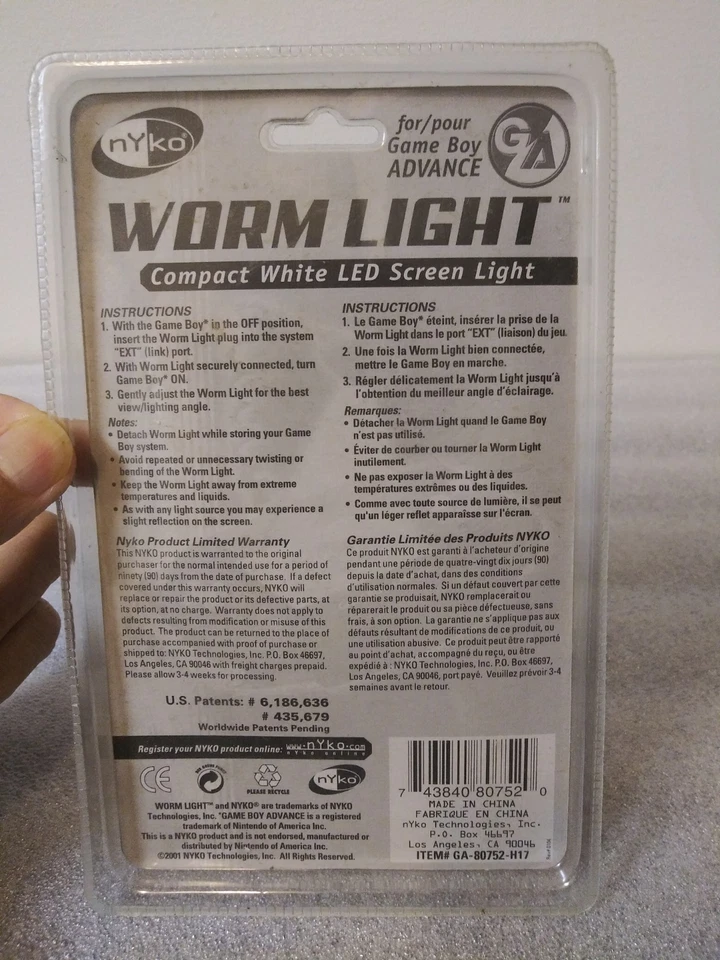 nyko®
for/pour
Game Boy
ADVANCE
GA
WORM LIGHT™
Compact White LED Screen Light
INSTRUCTIONS
1. With the Game Boy® in the OFF position,
insert the Worm Light plug into the system
"EXT" (link) port.
2. With Worm Light securely connected, turn
Game Boy® ON.
3. Gently adjust the Worm Light for the best
view/lighting angle.
Notes:
• Detach Worm Light while storing your Game
Boy system.
• Avoid repeated or unnecessary twisting or
bending of the Worm Light.
• Keep the Worm Light away from extreme
temperatures and liquids.
• As with any light source you may experience a
slight reflection on the screen.
Nyko Product Limited Warranty
This NYKO product is warranted to the original
purchaser for the normal intended use for a period of
ninety (90) days from the date of purchase. If a defect
covered under this warranty occurs, NYKO will
replace or repair the product or its defective parts, at
its option, at no charge. Warranty does not apply to
defects resulting from modification or misuse of this
product. The product can be returned to the place of
purchase accompanied with proof of purchase or
shipped to: NYKO Technologies, Inc. P.O. Box 46697,
Los Angeles, CA 90046 with freight charges prepaid.
Please allow 3-4 weeks for processing.
INSTRUCTIONS
1. Le Game Boy® éteint, insérer la prise de la
Worm Light dans le port "EXT" (liaison) du jeu.
2. Une fois la Worm Light bien connectée,
mettre le Game Boy en marche.
3. Régler délicatement la Worm Light jusqu'à
l'obtention du meilleur angle d'éclairage.
Remarques:
• Détacher la Worm Light quand le Game Boy
n'est pas utilisé.
• Éviter de courber ou tourner la Worm Light
inutilement.
• Ne pas exposer la Worm Light à des
températures extrêmes ou des liquides.
• Comme avec toute source de lumière, il se peut
qu'un léger reflet apparaisse sur l'écran.
Garantie Limitée des Produits NYKO
Ce produit NYKO est garanti à l'acheteur d'origine
pendant une période de quatre-vingt dix jours (90)
depuis la date d'achat, dans des conditions
d'utilisation normales. Si un défaut couvert par cette
garantie se produisait, NYKO remplacerait ou
réparerait le produit ou sa pièce défectueuse, sans
frais, à son option. La garantie ne s'applique pas aux
défauts résultant de modifications de ce produit, ou
une utilisation abusive. Ce produit peut être rapporté
au point d'achat, accompagné du reçu, ou être
expédié à : NYKO Technologies, Inc. P.O. Box 46697,
Los Angeles, CA 90046, port payé. Veuillez prévoir 3-4
semaines avant le retour.
U.S. Patents: # 6,186,636
# 435,679
Worldwide Patents Pending
Register your NYKO product online: www.nyko.com
nyko online
CE
PLEASE RECYCLE
nyko
WORM LIGHT™ and NYKO® are trademarks of NYKO
Technologies, Inc. *GAME BOY ADVANCE is a registered
trademark of Nintendo of America Inc.
This is a NYKO product and is not endorsed, manufactured or
distributed by Nintendo of America Inc.
©2001 NYKO Technologies, Inc. All Rights Reserved.
7 43840 80752 0
MADE IN CHINA
FABRIQUE EN CHINA
nYko Technologies, Inc.
P.O. Box 46697
Los Angeles, CA 90046
ITEM# GA-80752-H17